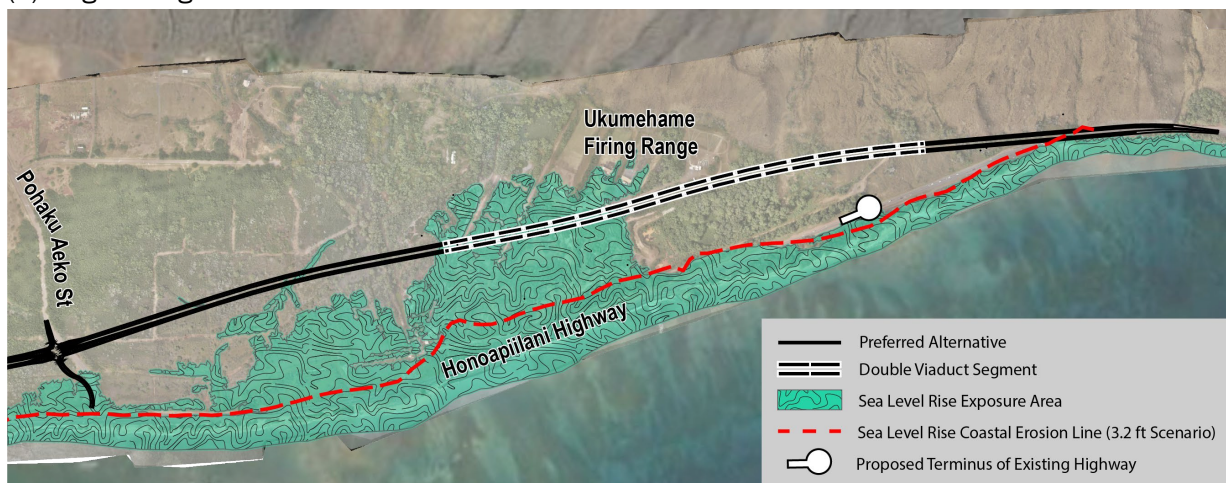 Ukumehame
Firing Range
Pohaku Aeko St
Honoapiilani Highway
Preferred Alternative
Double Viaduct Segment
Sea Level Rise Exposure Area
Sea Level Rise Coastal Erosion Line (3.2 ft Scenario)
Proposed Terminus of Existing Highway